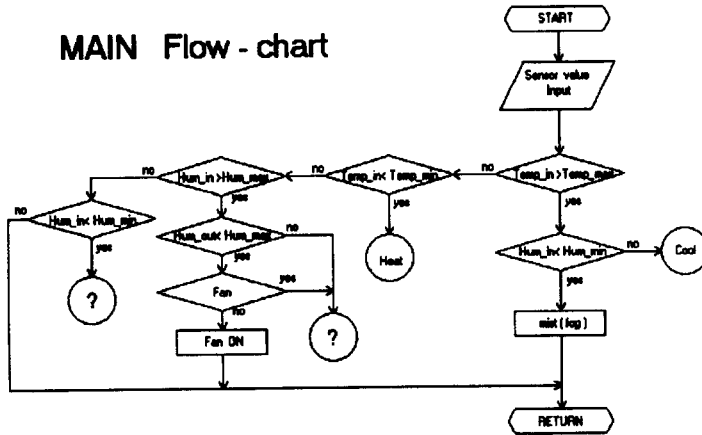 MAIN Flow - chart
START
Sensor value
Input
Temp_in >Temp_max
no
yes
Temp_in< Temp_min
no
yes
Hum_in >Hum_max
no
yes
Hum_in< Hum_min
no
yes
Hum_out< Hum_max
no
yes
Hum_in< Hum_min
no
yes
Cool
Heat
?
Fan
yes
no
?
mist ( fog )
Fan ON
RETURN